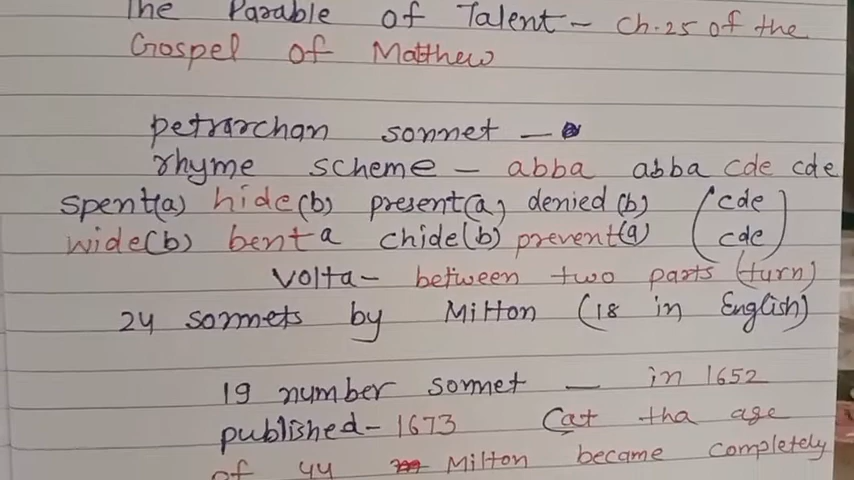 The Parable of Talent - Ch.25 of the
Gospel of Matthew
petrarchan sonnet -
rhyme scheme - abba abba cde cde
spent(a) hide(b) present(a) denied(b) (cde
wide(b) bent a chide(b) prevent(a) cde)
Volta - between two parts (turn)
24 sonnets by Milton (18 in English)
19 number sonnet - in 1652
published - 1673 (at tha age
of 44 Milton became completely